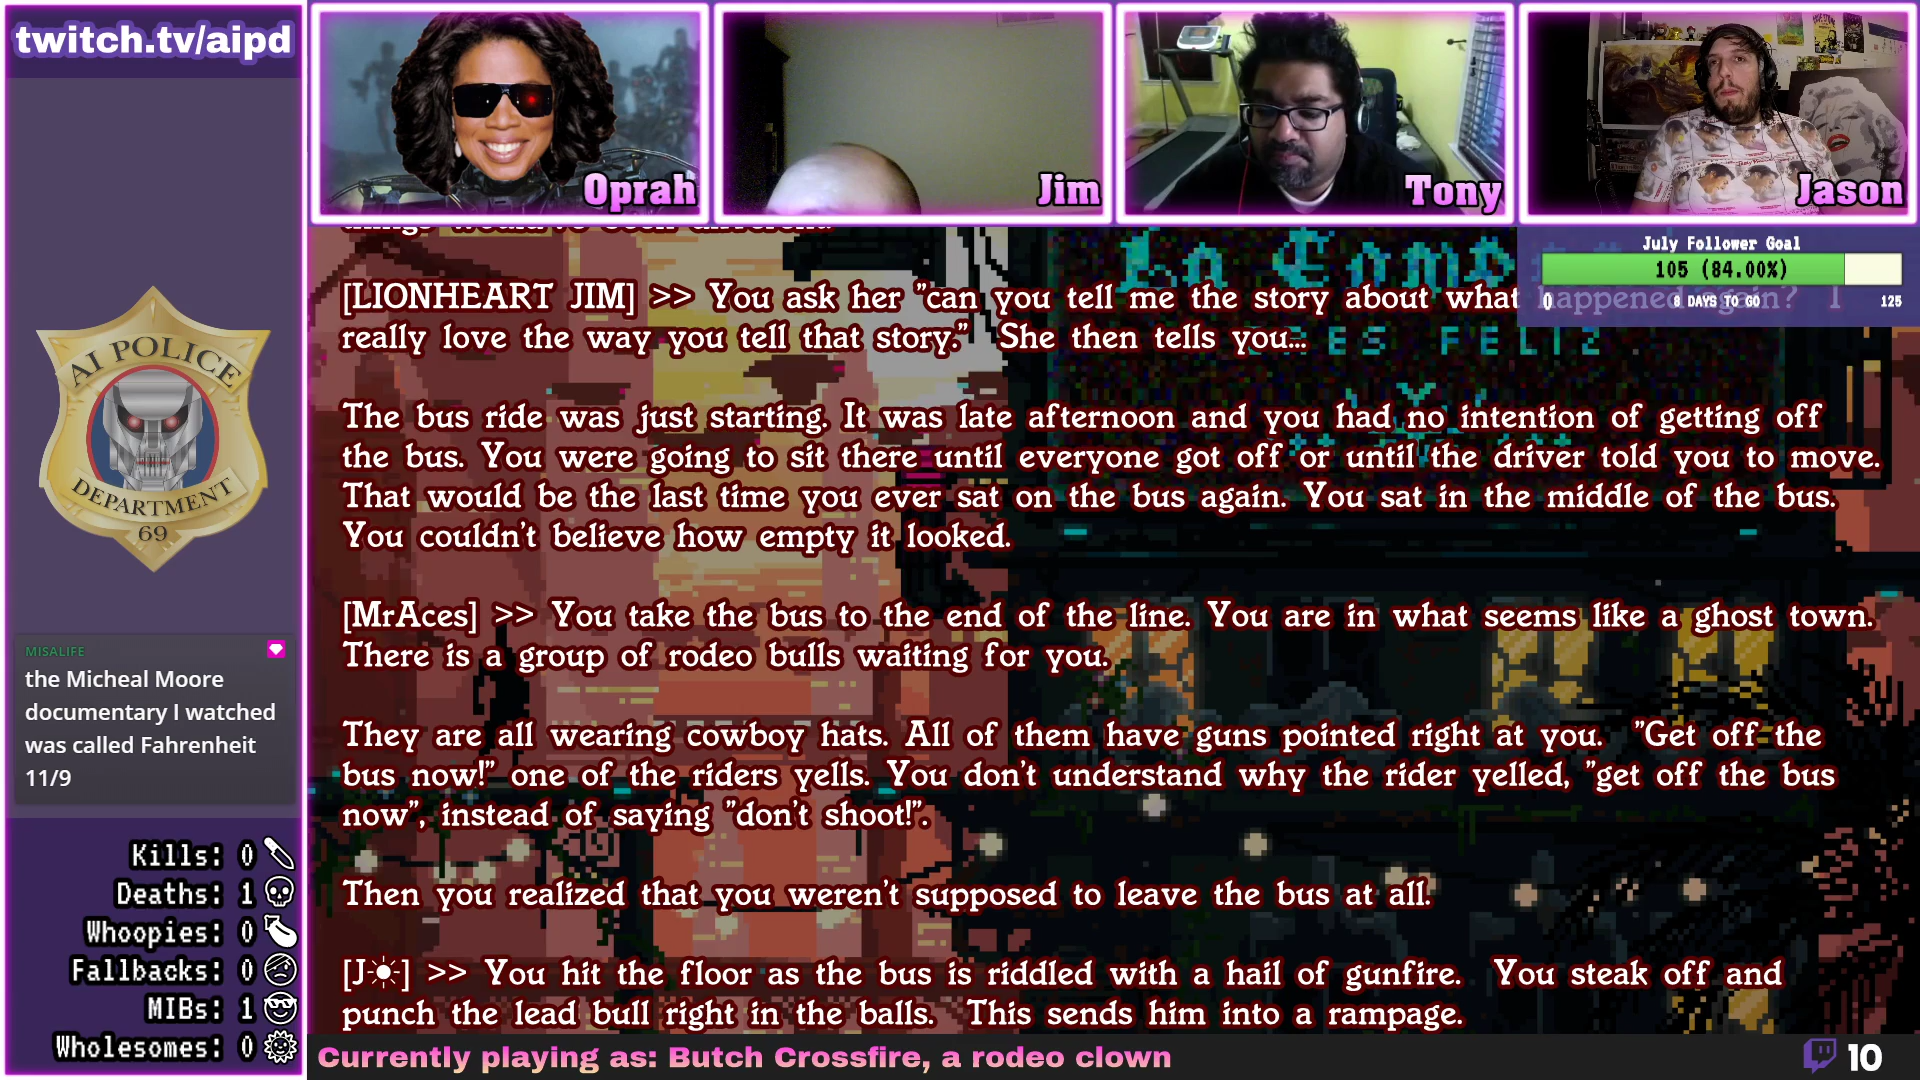 twitch.tv/aipd
Oprah
Jim
Tony
Jason
July Follower Goal
105 (84.00%)
0
8 DAYS TO GO
125
[LIONHEART JIM] >> You ask her "can you tell me the story about what happened again? I
really love the way you tell that story." She then tells you...
The bus ride was just starting. It was late afternoon and you had no intention of getting off
the bus. You were going to sit there until everyone got off or until the driver told you to move.
That would be the last time you ever sat on the bus again. You sat in the middle of the bus.
You couldn't believe how empty it looked.
[MrAces] >> You take the bus to the end of the line. You are in what seems like a ghost town.
There is a group of rodeo bulls waiting for you.
They are all wearing cowboy hats. All of them have guns pointed right at you. "Get off the
bus now!" one of the riders yells. You don't understand why the rider yelled, "get off the bus
now", instead of saying "don't shoot!".
Then you realized that you weren't supposed to leave the bus at all.
[J☀] >> You hit the floor as the bus is riddled with a hail of gunfire. You steak off and
punch the lead bull right in the balls. This sends him into a rampage.
AI POLICE
DEPARTMENT
69
MISALIFE
the Micheal Moore
documentary I watched
was called Fahrenheit
11/9
Kills: 0
Deaths: 1
Whoopies: 0
Fallbacks: 0
MIBs: 1
Wholesomes: 0
Currently playing as: Butch Crossfire, a rodeo clown
10